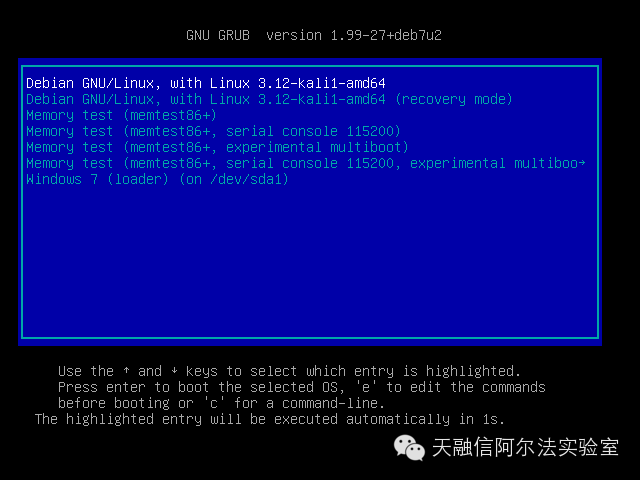 GNU GRUB  version 1.99-27+deb7u2
Debian GNU/Linux, with Linux 3.12-kali1-amd64
Debian GNU/Linux, with Linux 3.12-kali1-amd64 (recovery mode)
Memory test (memtest86+)
Memory test (memtest86+, serial console 115200)
Memory test (memtest86+, experimental multiboot)
Memory test (memtest86+, serial console 115200, experimental multiboo→
Windows 7 (loader) (on /dev/sda1)
Use the ↑ and ↓ keys to select which entry is highlighted.
Press enter to boot the selected OS, 'e' to edit the commands
before booting or 'c' for a command-line.
The highlighted entry will be executed automatically in 1s.
天融信阿尔法实验室